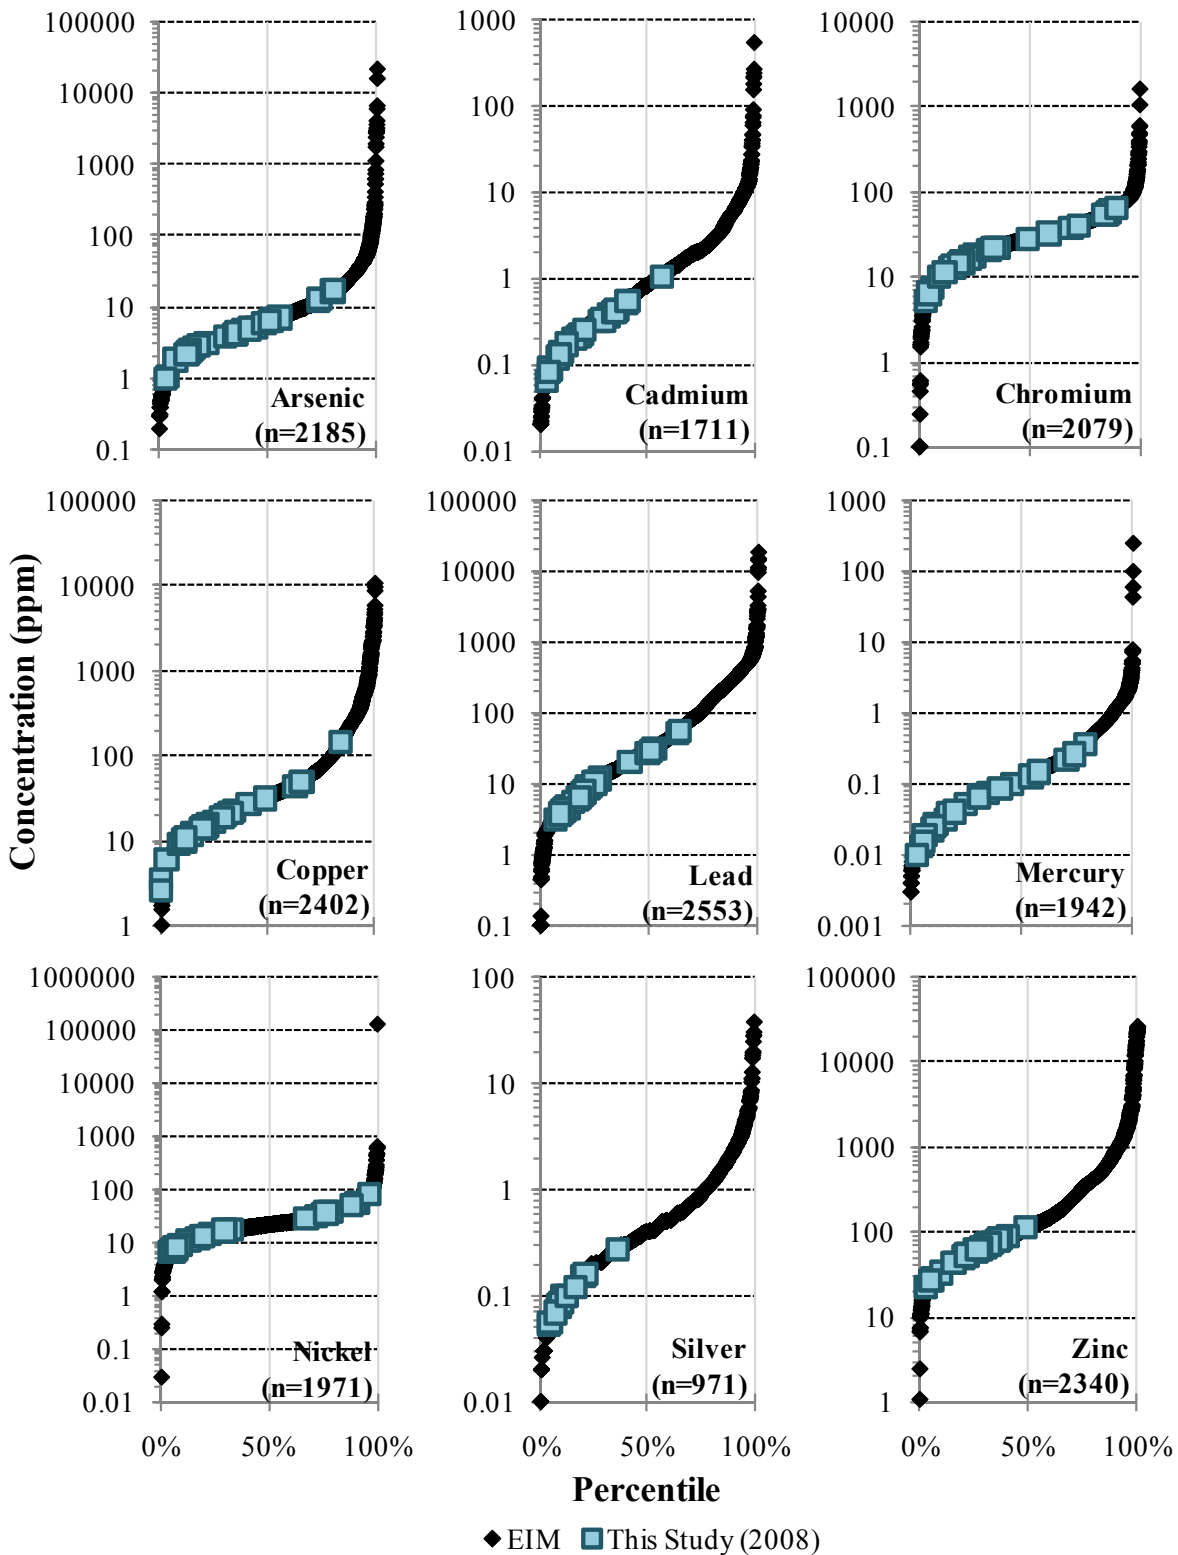 100000
10000
1000
100
10
1
0.1
Arsenic
(n=2185)
1000
100
10
1
0.1
0.01
Cadmium
(n=1711)
10000
1000
100
10
1
0.1
Chromium
(n=2079)
Concentration (ppm)
100000
10000
1000
100
10
1
Copper
(n=2402)
100000
10000
1000
100
10
1
0.1
Lead
(n=2553)
1000
100
10
1
0.1
0.01
0.001
Mercury
(n=1942)
1000000
100000
10000
1000
100
10
1
0.1
0.01
Nickel
(n=1971)
0% 50% 100%
100
10
1
0.1
0.01
Silver
(n=971)
0% 50% 100%
100000
10000
1000
100
10
1
Zinc
(n=2340)
0% 50% 100%
Percentile
EIM This Study (2008)